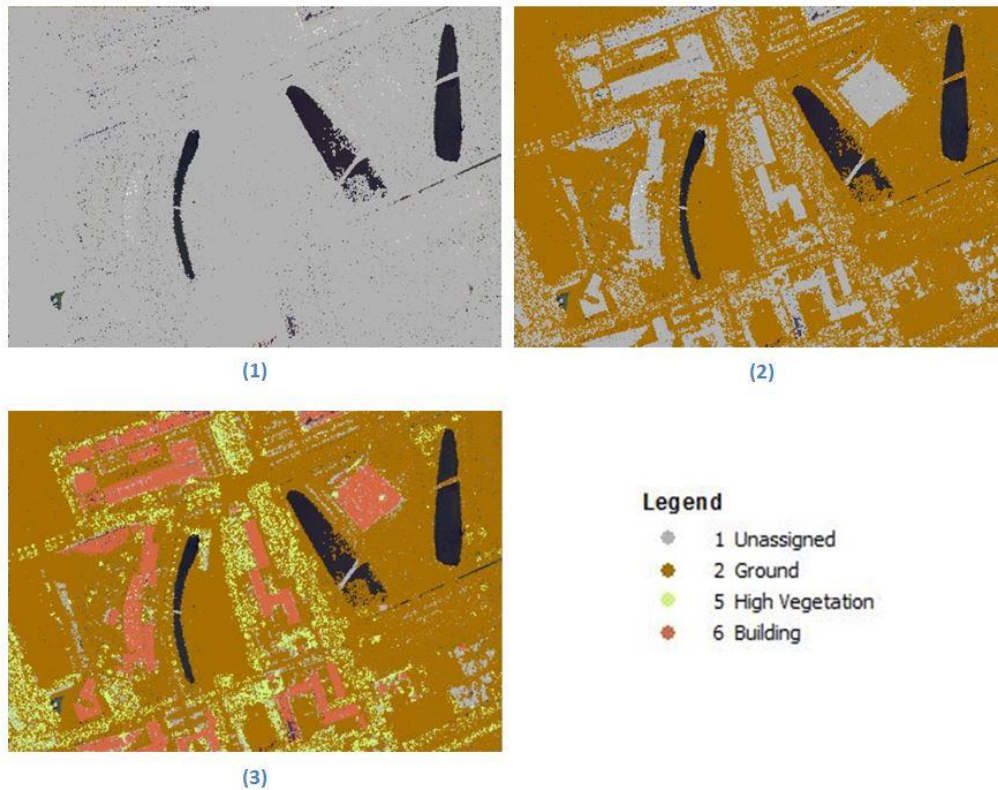 (1)
(2)
(3)
Legend
1 Unassigned
2 Ground
5 High Vegetation
6 Building